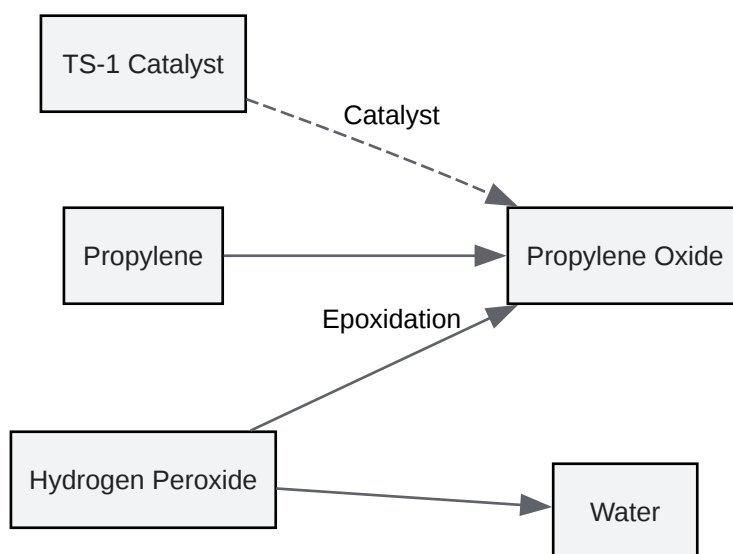 TS-1 Catalyst
Catalyst
Propylene
Propylene Oxide
Epoxidation
Hydrogen Peroxide
Water